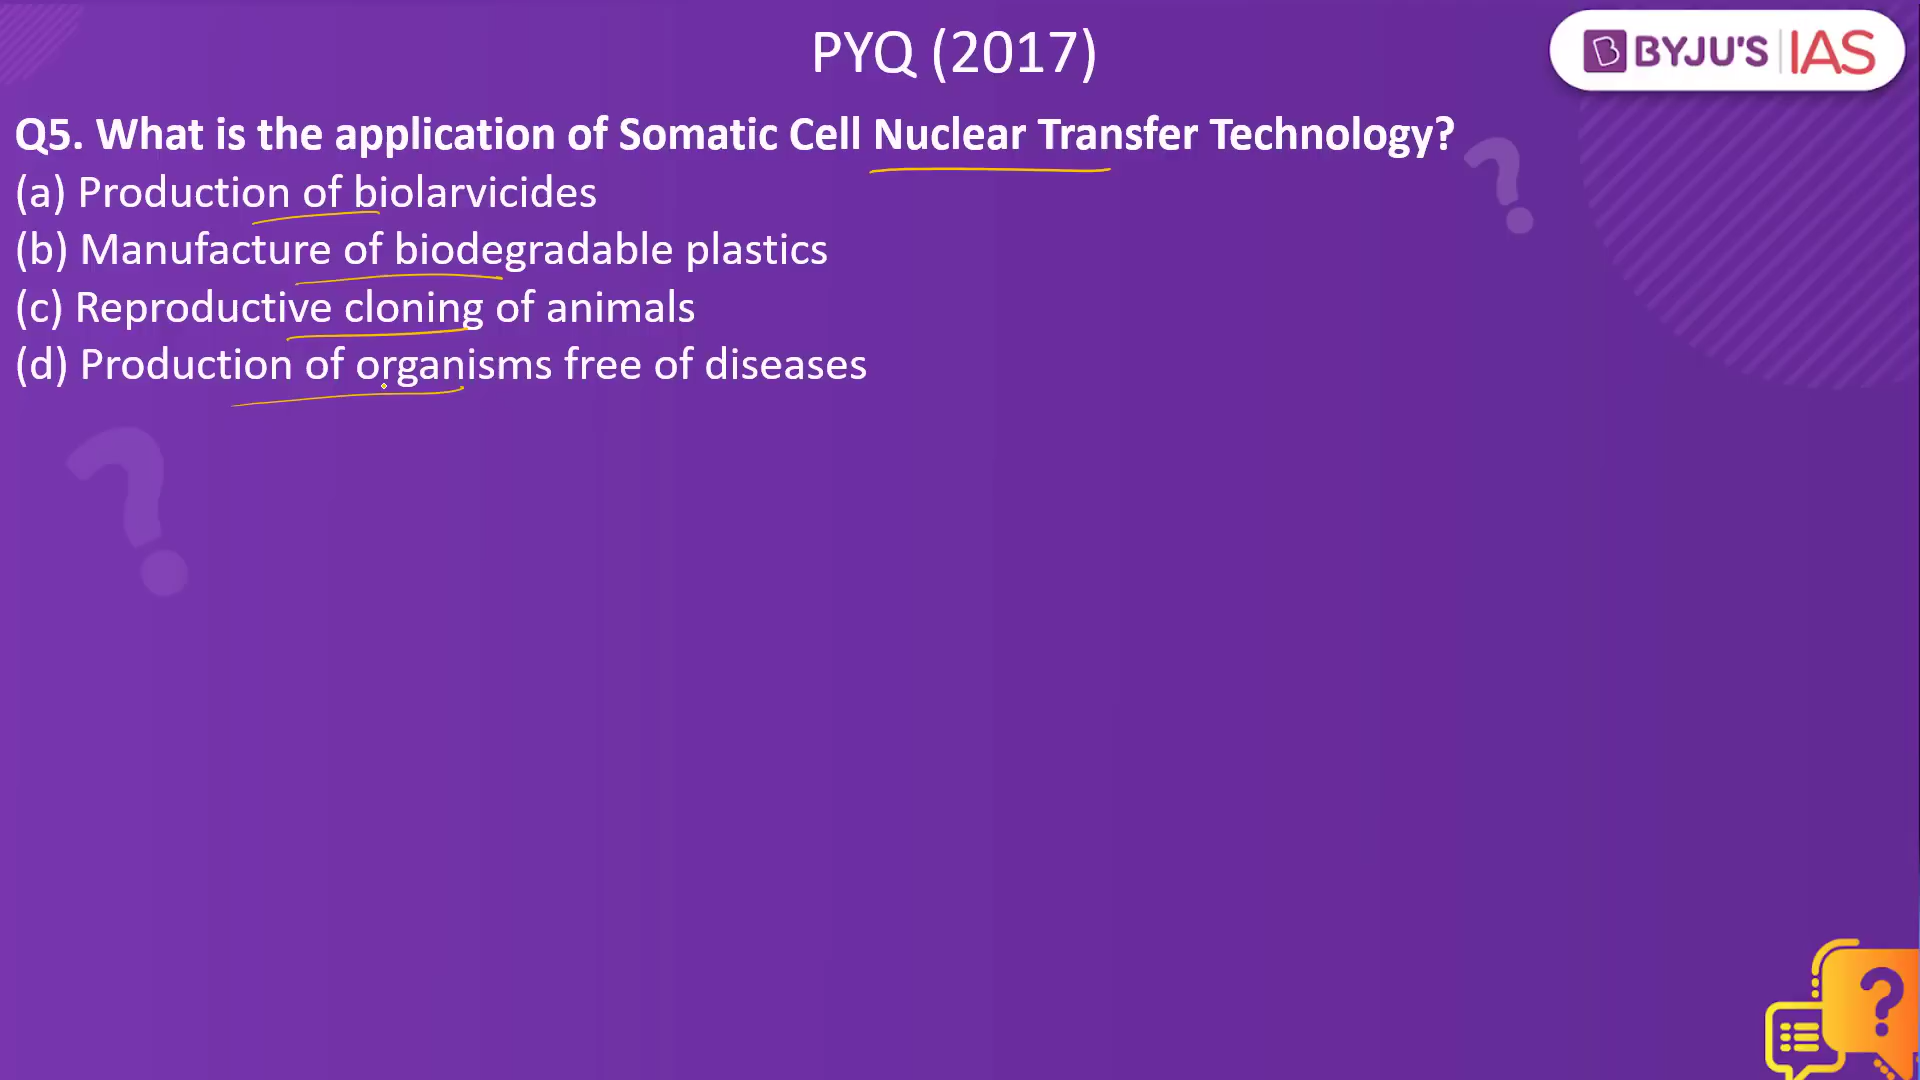 PYQ (2017)
BYJU'S IAS
Q5. What is the application of Somatic Cell Nuclear Transfer Technology?
(a) Production of biolarvicides
(b) Manufacture of biodegradable plastics
(c) Reproductive cloning of animals
(d) Production of organisms free of diseases